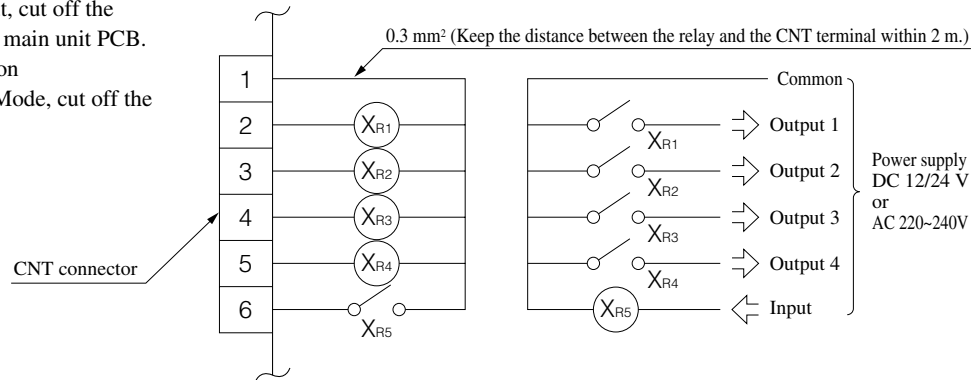 t, cut off the
main unit PCB.
on
Mode, cut off the
0.3 mm² (Keep the distance between the relay and the CNT terminal within 2 m.)
1
2
3
4
5
6
XR1
XR2
XR3
XR4
XR5
CNT connector
Common
XR1
Output 1
XR2
Output 2
XR3
Output 3
XR4
Output 4
XR5
Input
Power supply
DC 12/24 V
or
AC 220~240V